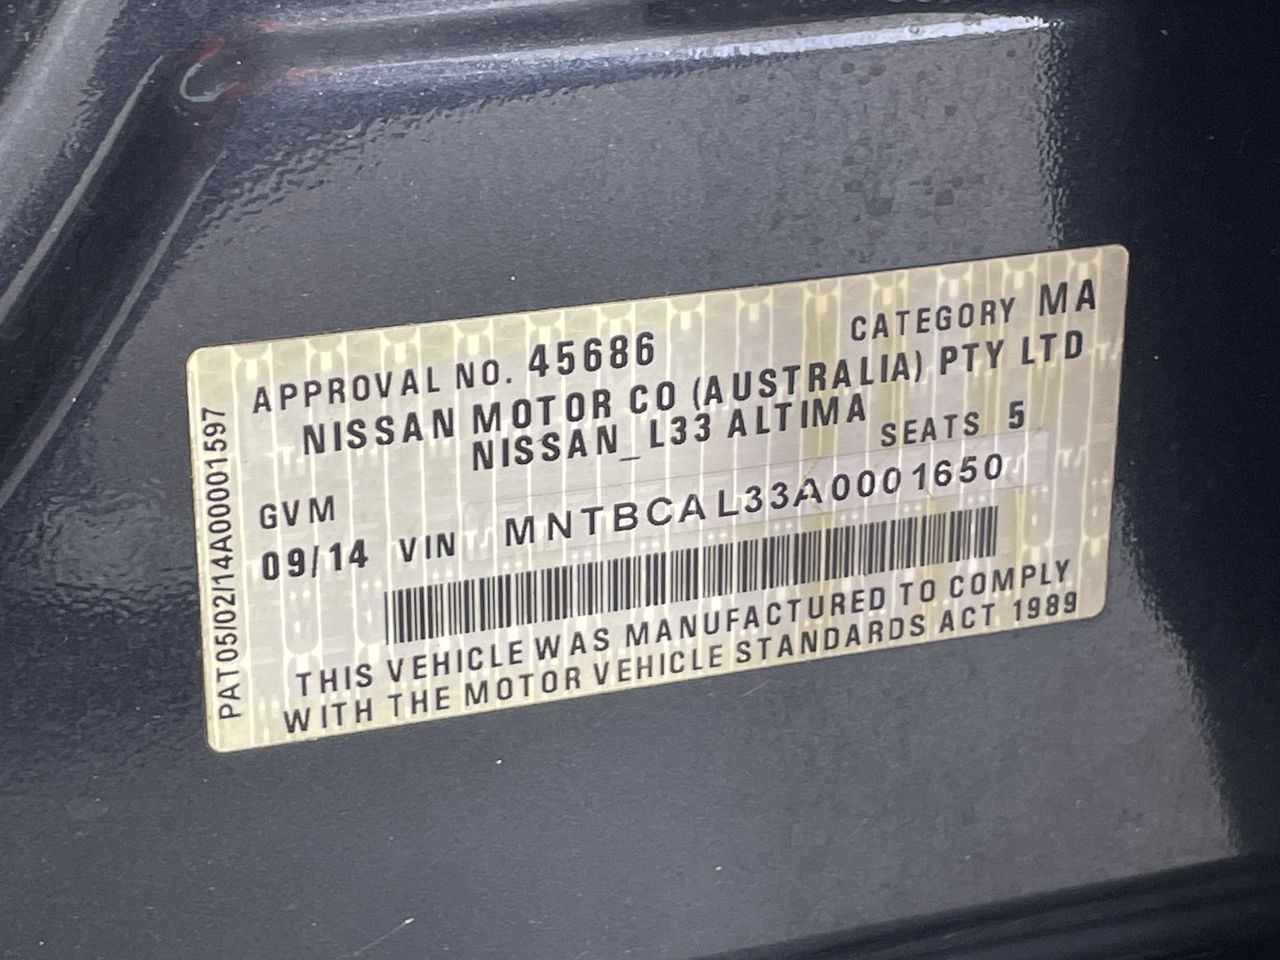 APPROVAL NO. 45686 CATEGORY MA
NISSAN MOTOR CO (AUSTRALIA) PTY LTD
NISSAN_L33 ALTIMA SEATS 5
GVM
09/14 VIN MNTBCAL33A0001650
THIS VEHICLE WAS MANUFACTURED TO COMPLY
WITH THE MOTOR VEHICLE STANDARDS ACT 1989
PAT05/02/14A00001597